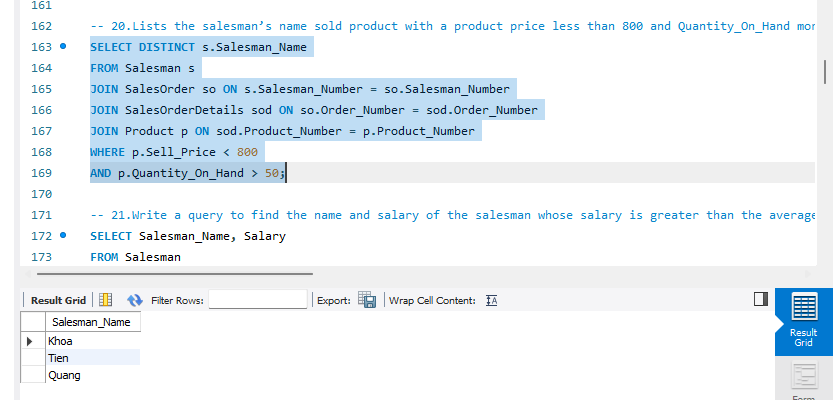 161
162 -- 20.Lists the salesman's name sold product with a product price less than 800 and Quantity_On_Hand mor
163 SELECT DISTINCT s.Salesman_Name
164 FROM Salesman s
165 JOIN SalesOrder so ON s.Salesman_Number = so.Salesman_Number
166 JOIN SalesOrderDetails sod ON so.Order_Number = sod.Order_Number
167 JOIN Product p ON sod.Product_Number = p.Product_Number
168 WHERE p.Sell_Price < 800
169 AND p.Quantity_On_Hand > 50;
170
171 -- 21.Write a query to find the name and salary of the salesman whose salary is greater than the average
172 SELECT Salesman_Name, Salary
173 FROM Salesman
Result Grid Filter Rows: Export: Wrap Cell Content:
Salesman_Name
Khoa
Tien
Quang
Result
Grid
Form